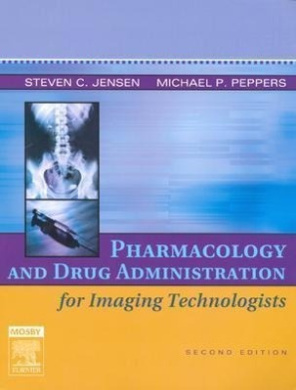 STEVEN C. JENSEN MICHAEL P. PEPPERS
PHARMACOLOGY
AND DRUG ADMINISTRATION
for Imaging Technologists
MOSBY
ELSEVIER
SECOND EDITION